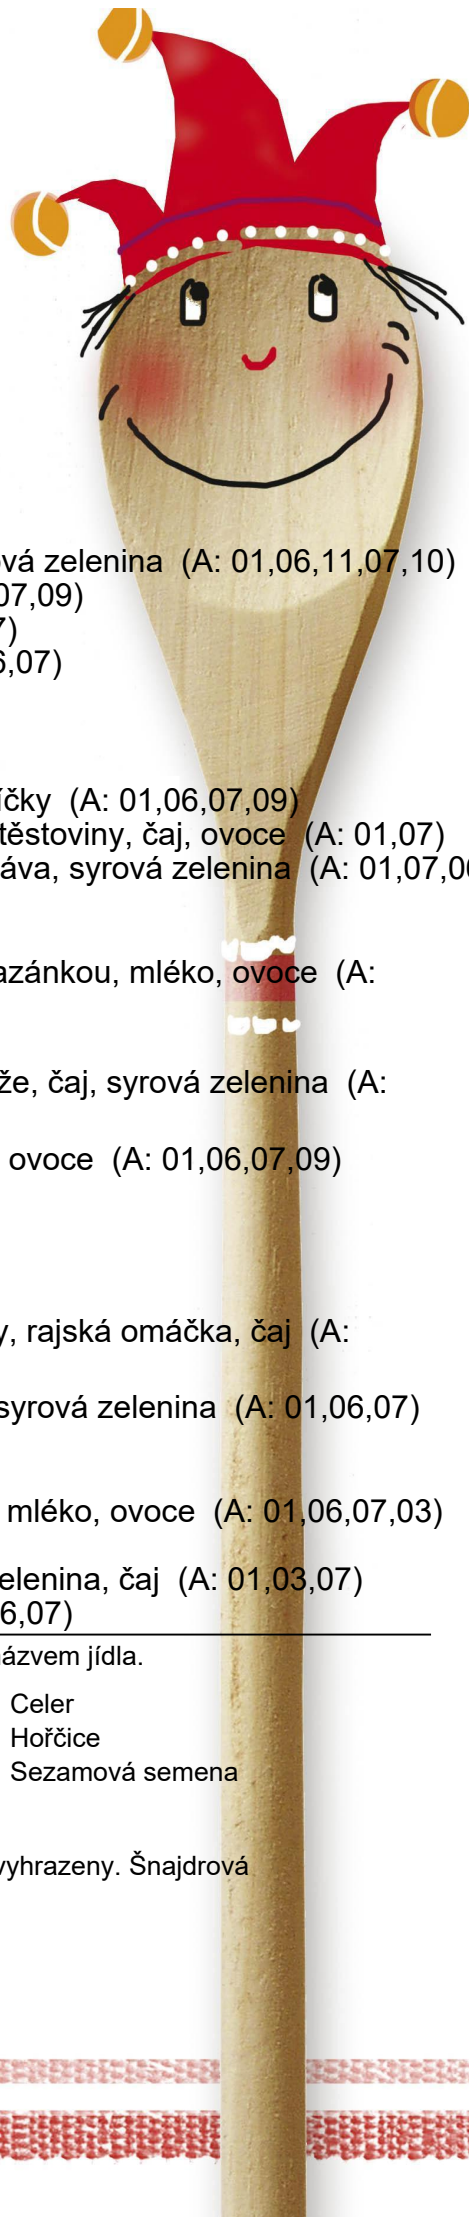 vá zelenina (A: 01,06,11,07,10)
07,09)
7)
6,07)
íčky (A: 01,06,07,09)
těstoviny, čaj, ovoce (A: 01,07)
áva, syrová zelenina (A: 01,07,06
azánkou, mléko, ovoce (A:
že, čaj, syrová zelenina (A:
ovoce (A: 01,06,07,09)
y, rajská omáčka, čaj (A:
syrová zelenina (A: 01,06,07)
mléko, ovoce (A: 01,06,07,03)
elenina, čaj (A: 01,03,07)
6,07)
názvem jídla.
Celer
Hořčice
Sezamová semena
vyhrazeny. Šnajdrová